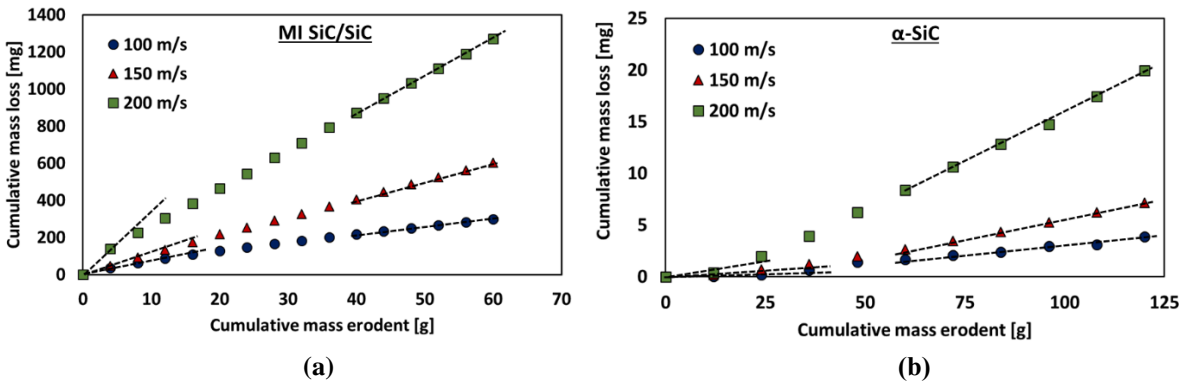 (a)
MI SiC/SiC
100 m/s
150 m/s
200 m/s
Cumulative mass loss [mg]
1400
1200
1000
800
600
400
200
0
0 10 20 30 40 50 60 70
Cumulative mass erodent [g]
(a)
(b)
α-SiC
100 m/s
150 m/s
200 m/s
Cumulative mass loss [mg]
25
20
15
10
5
0
0 25 50 75 100 125
Cumulative mass erodent [g]
(b)